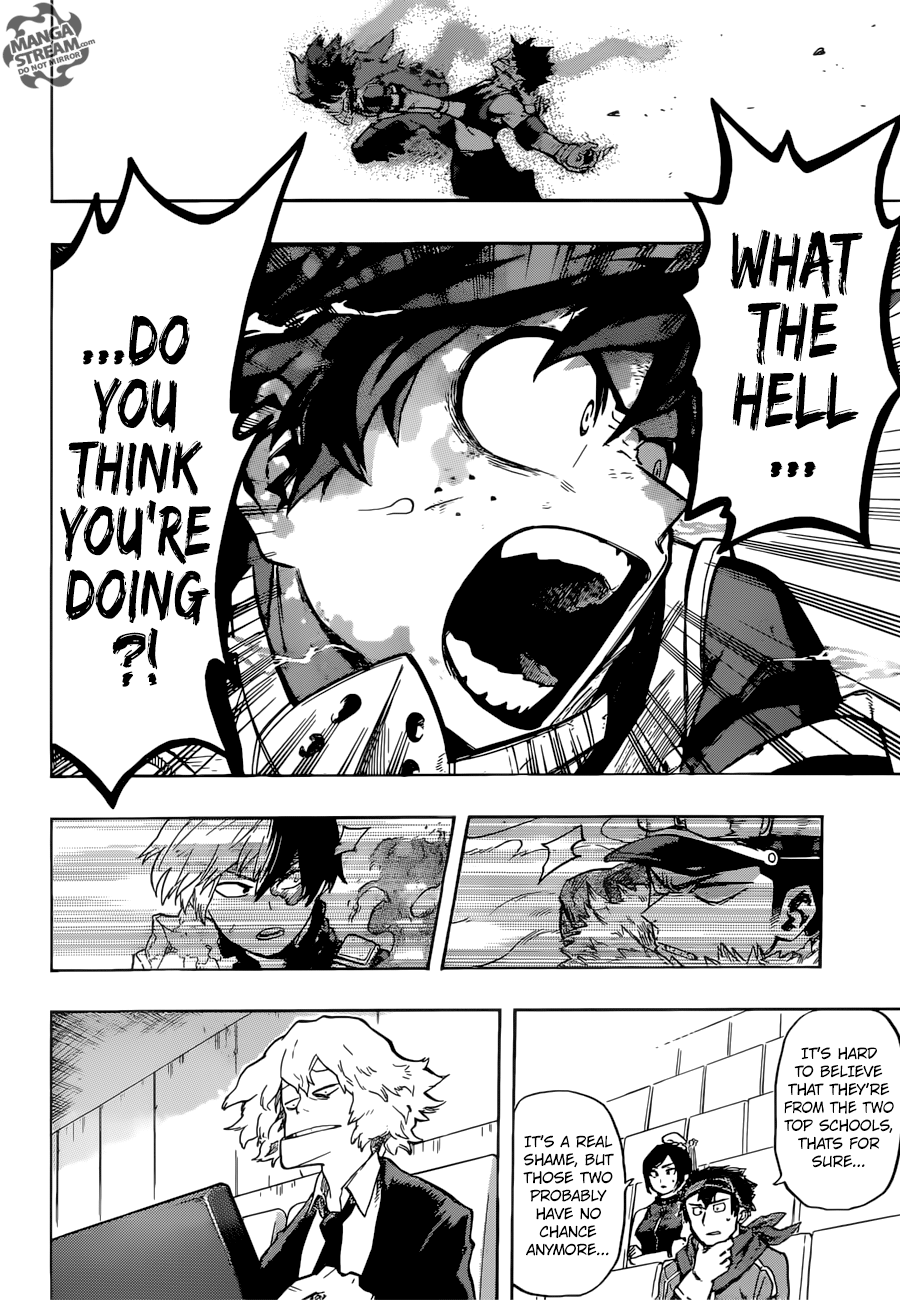 MANGA
STREAM.com
DO NOT MIRROR!
WHAT
THE
HELL
...
...DO
YOU
THINK
YOU'RE
DOING
?!
IT'S HARD
TO BELIEVE
THAT THEY'RE
FROM THE TWO
TOP SCHOOLS,
THATS FOR
SURE...
IT'S A REAL
SHAME, BUT
THOSE TWO
PROBABLY
HAVE NO
CHANCE
ANYMORE...